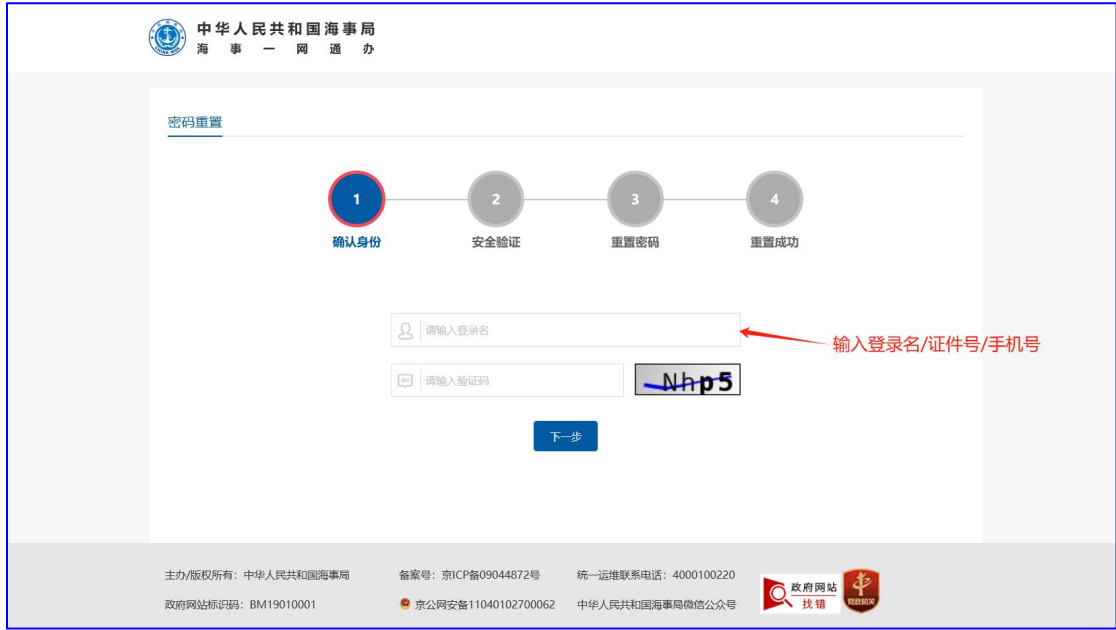 中华人民共和国海事局
海事一网通办
密码重置
1
2
3
4
确认身份
安全验证
重置密码
重置成功
请输入登录名
输入登录名/证件号/手机号
请输入验证码
Nhp5
下一步
主办/版权所有：中华人民共和国海事局
备案号：京ICP备09044872号
统一运维联系电话：4000100220
政府网站标识码：BM19010001
京公网安备11040102700062
中华人民共和国海事局微信公众号
政府网站
找错
党政机关